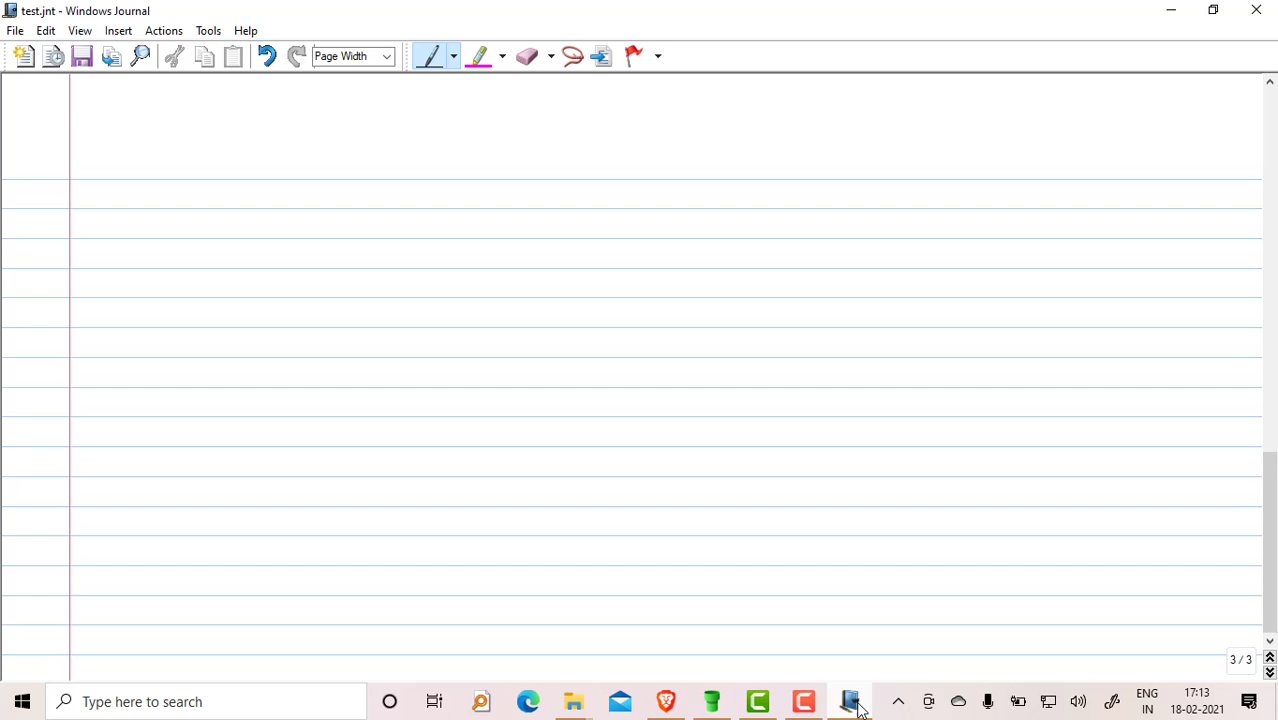 test.jnt - Windows Journal
File Edit View Insert Actions Tools Help
Page Width
3 / 3
Type here to search
ENG
IN
17:13
18-02-2021